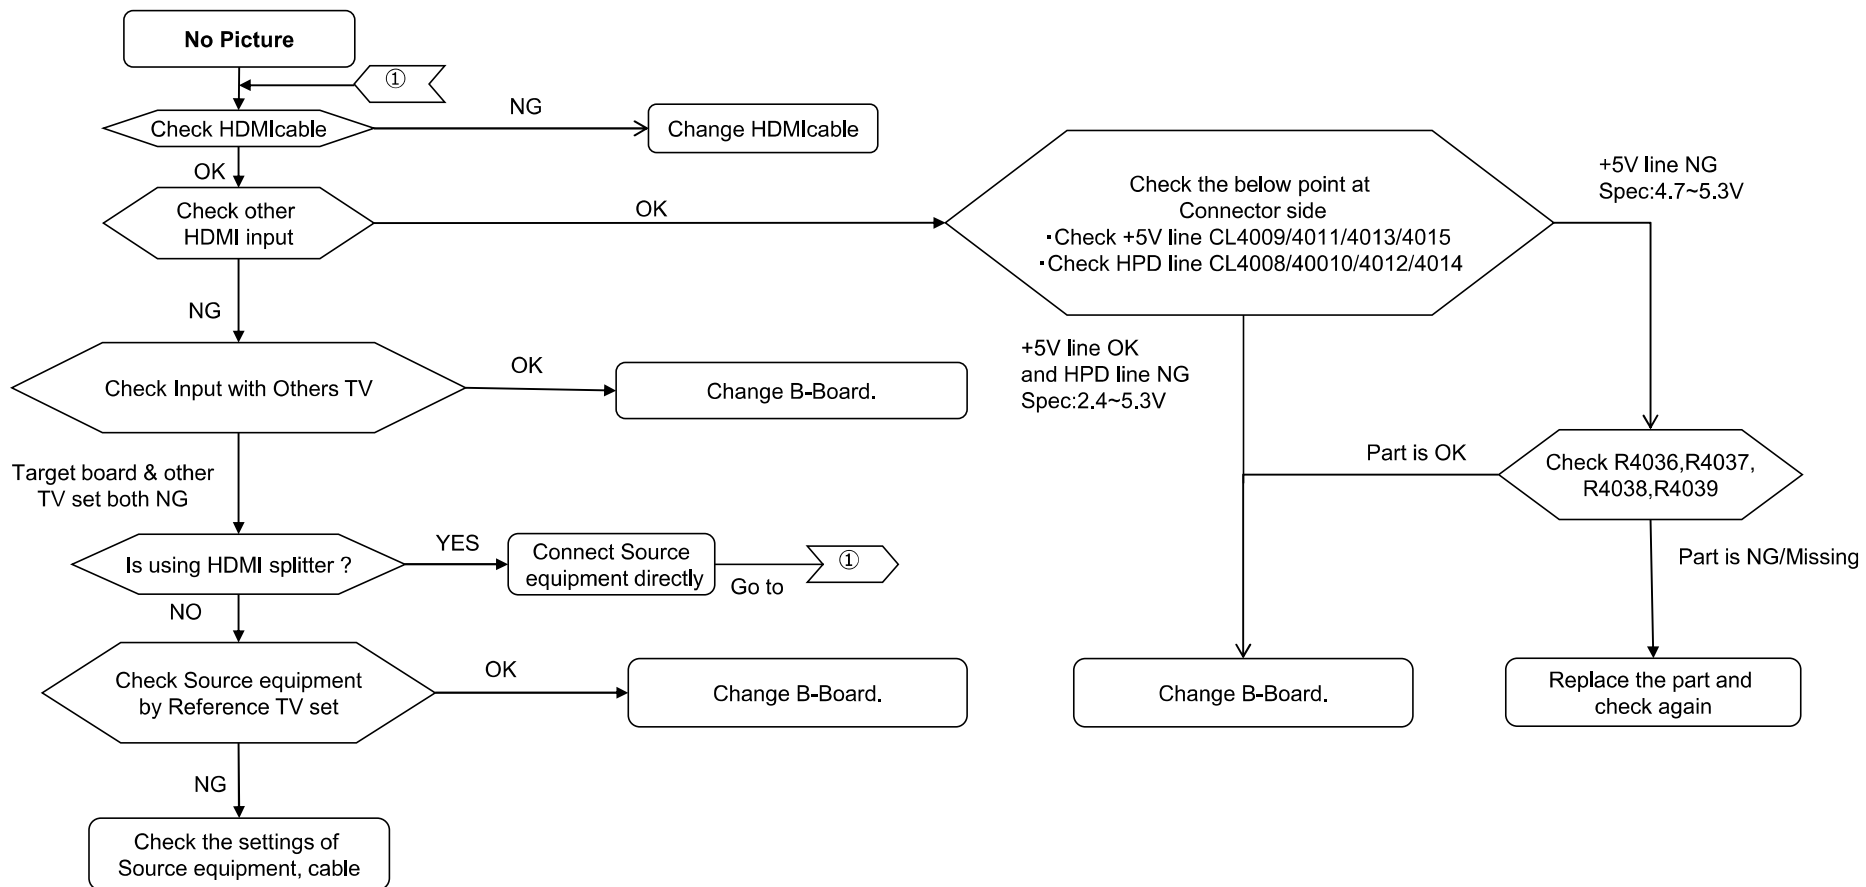 No Picture
①
Check HDMIcable
NG
Change HDMIcable
OK
Check other
HDMI input
OK
Check the below point at
Connector side
・Check +5V line CL4009/4011/4013/4015
・Check HPD line CL4008/40010/4012/4014
+5V line NG
Spec:4.7~5.3V
NG
+5V line OK
and HPD line NG
Spec:2.4~5.3V
Check Input with Others TV
OK
Change B-Board.
Part is OK
Check R4036,R4037,
R4038,R4039
Target board & other
TV set both NG
Part is NG/Missing
Is using HDMI splitter ?
YES
Connect Source
equipment directly
Go to
①
NO
Check Source equipment
by Reference TV set
OK
Change B-Board.
Change B-Board.
Replace the part and
check again
NG
Check the settings of
Source equipment, cable